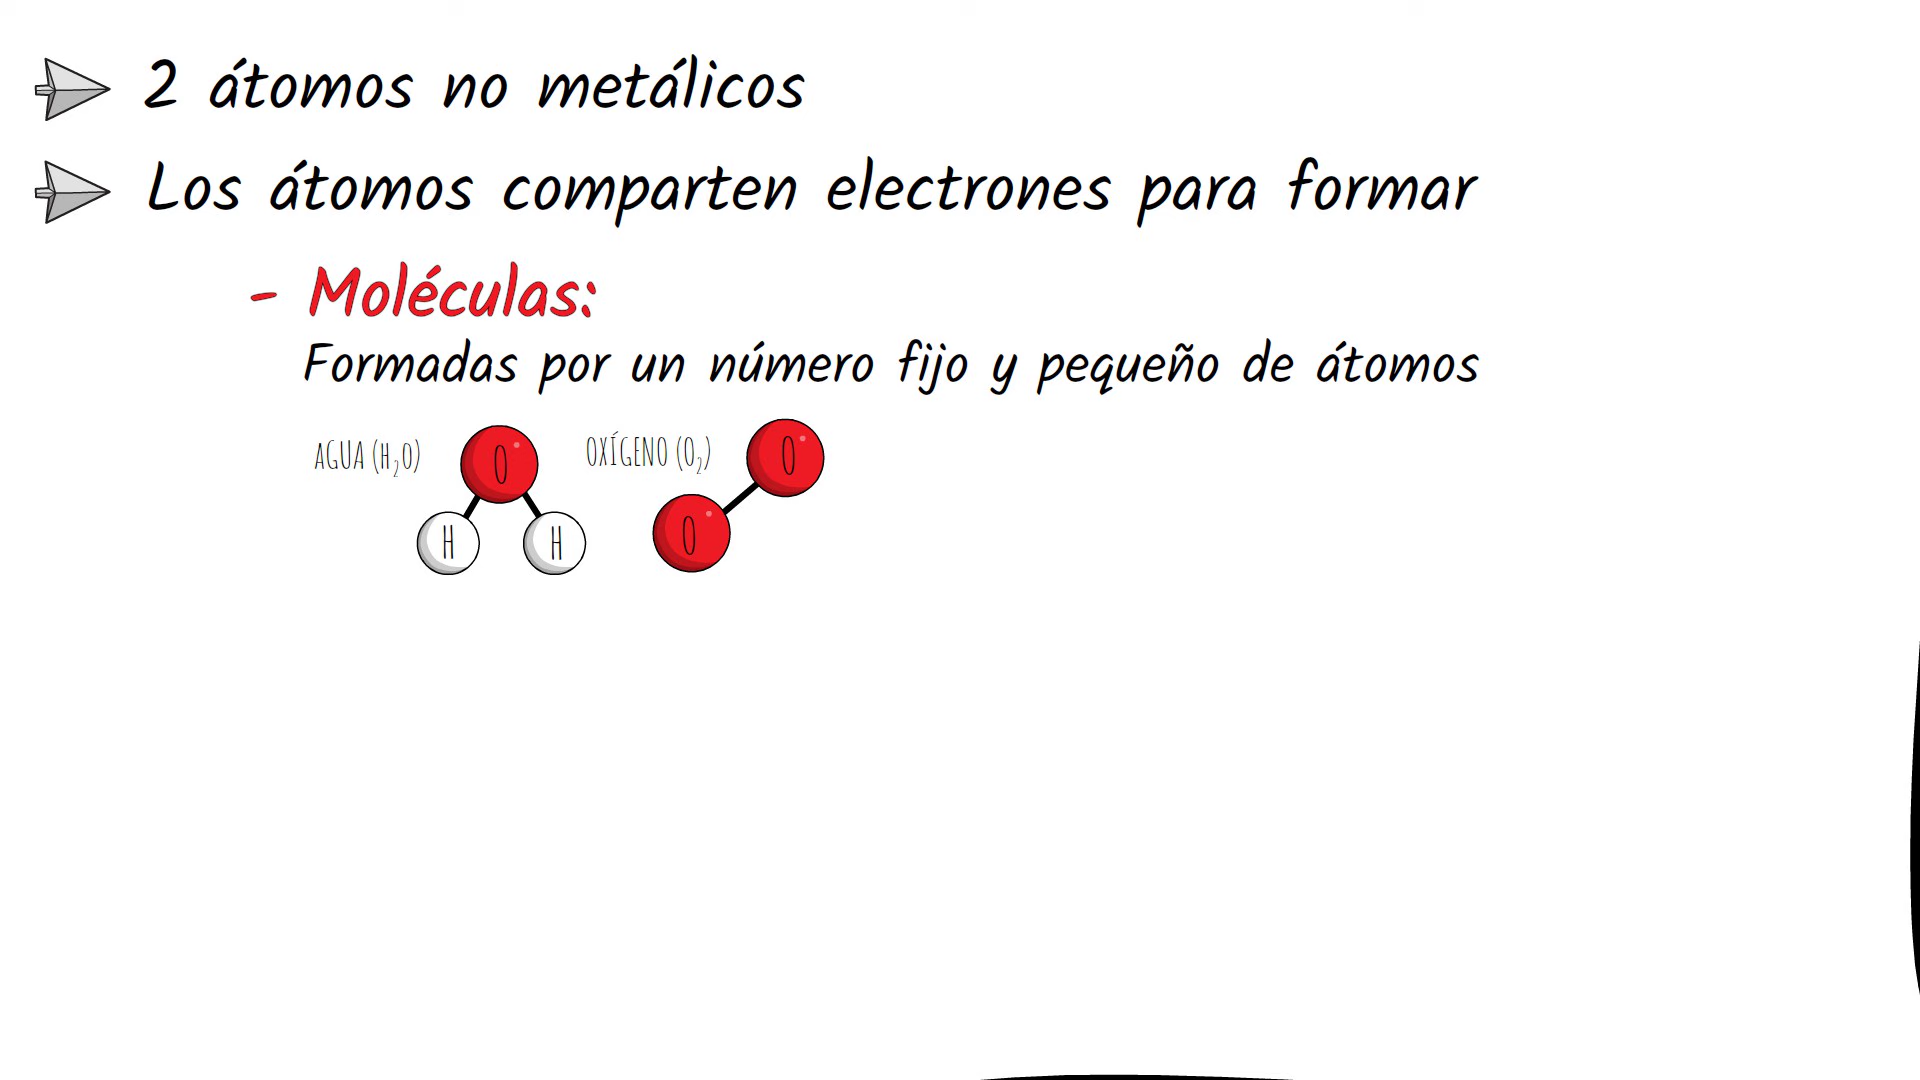 2 átomos no metálicos
Los átomos comparten electrones para formar
- Moléculas:
Formadas por un número fijo y pequeño de átomos
AGUA (H₂O)
O
H
H
OXÍGENO (O₂)
O
O